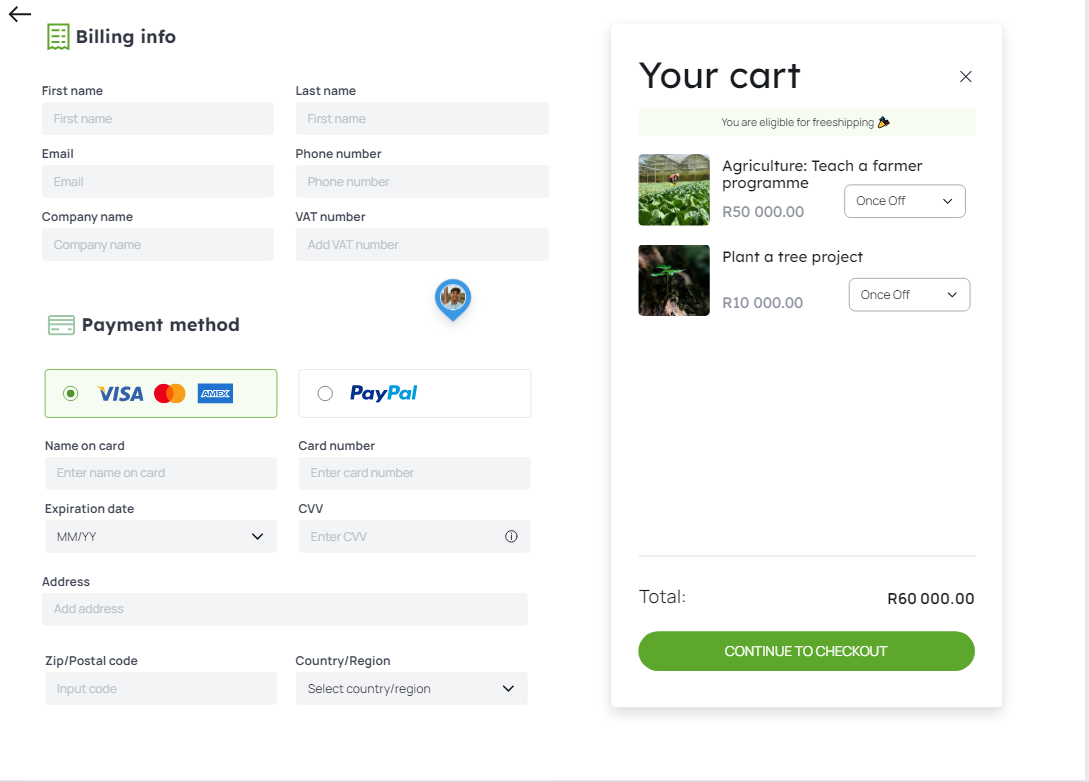 Billing info
First name
Last name
First name
First name
Email
Phone number
Email
Phone number
Company name
VAT number
Company name
Add VAT number
Payment method
VISA
AMEX
PayPal
Name on card
Card number
Enter name on card
Enter card number
Expiration date
CVV
MM/YY
Enter CVV
Address
Add address
Zip/Postal code
Country/Region
Input code
Select country/region
Your cart
You are eligible for freeshipping
Agriculture: Teach a farmer
programme
R50 000.00
Once Off
Plant a tree project
R10 000.00
Once Off
Total:
R60 000.00
CONTINUE TO CHECKOUT